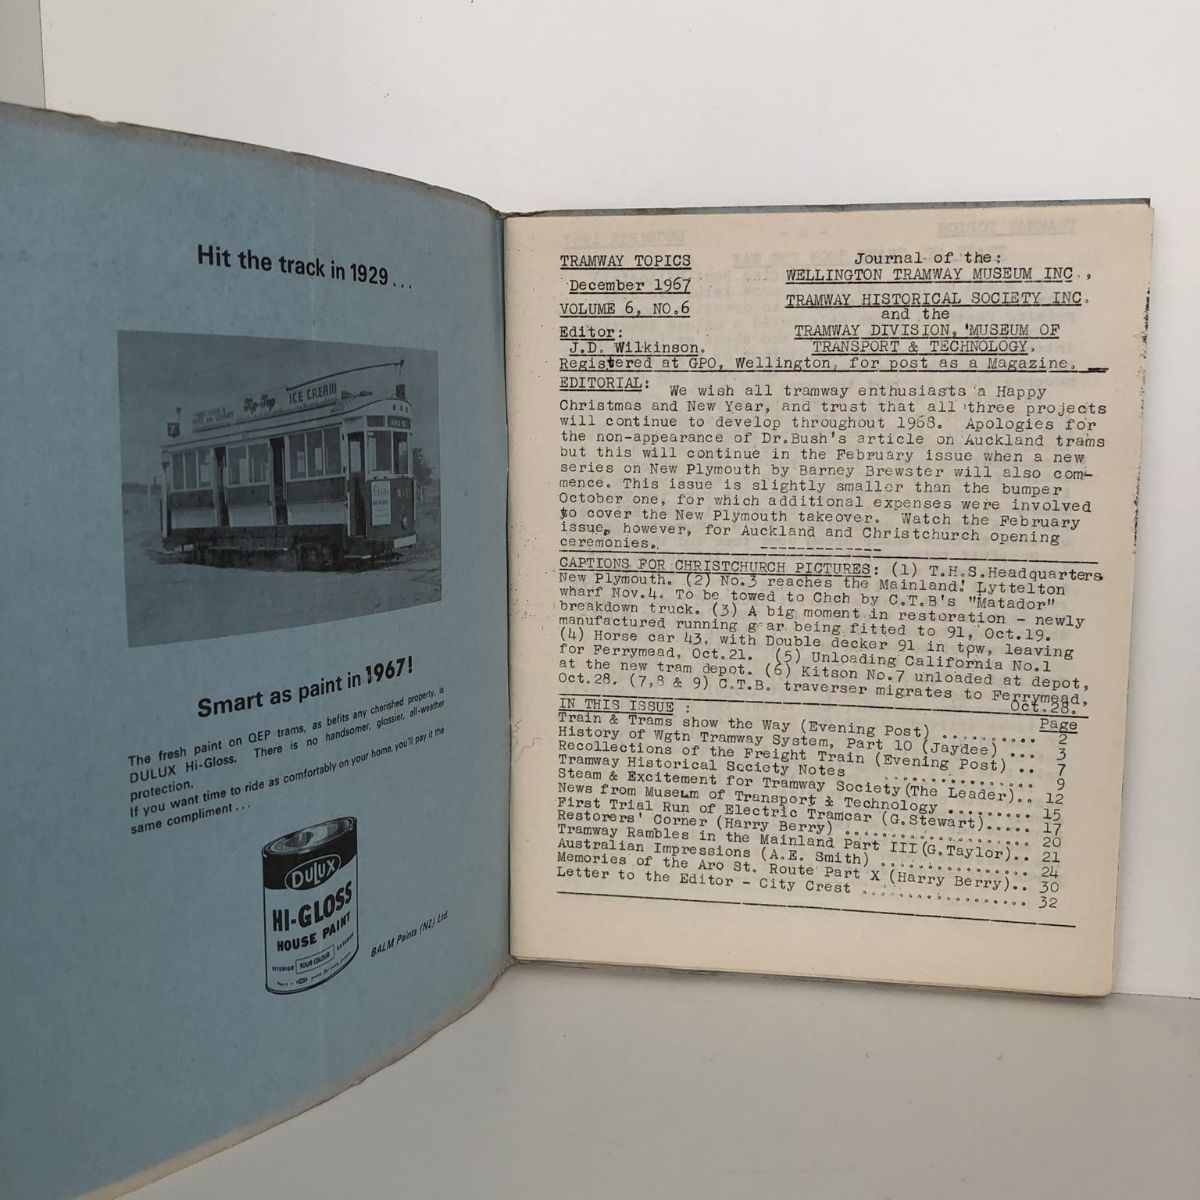 Hit the track in 1929...
Tip-Top ICE CREAM
Smart as paint in 1967!
The fresh paint on QEP trams, as befits any cherished property, is
DULUX Hi-Gloss. There is no handsomer, glossier, all-weather
protection.
If you want time to ride as comfortably on your home, you'll pay it the
same compliment...
DULUX
HI-GLOSS
HOUSE PAINT
INTERIOR YOUR COLOUR EXTERIOR
BALM Paints (NZ) Ltd.
TRAMWAY TOPICS
December 1967
VOLUME 6, NO.6
Editor:
J.D. Wilkinson.
Journal of the:
WELLINGTON TRAMWAY MUSEUM INC.,
TRAMWAY HISTORICAL SOCIETY INC.
and the
TRAMWAY DIVISION, MUSEUM OF
TRANSPORT & TECHNOLOGY.
Registered at GPO, Wellington, for post as a Magazine.
EDITORIAL: We wish all tramway enthusiasts a Happy
Christmas and New Year, and trust that all three projects
will continue to develop throughout 1968. Apologies for
the non-appearance of Dr.Bush's article on Auckland trams
but this will continue in the February issue when a new
series on New Plymouth by Barney Brewster will also com-
mence. This issue is slightly smaller than the bumper
October one, for which additional expenses were involved
to cover the New Plymouth takeover. Watch the February
issue, however, for Auckland and Christchurch opening
ceremonies.
CAPTIONS FOR CHRISTCHURCH PICTURES: (1) T.H.S.Headquarters
New Plymouth. (2) No.3 reaches the Mainland! Lyttelton
wharf Nov.4. To be towed to Chch by C.T.B's "Matador"
breakdown truck. (3) A big moment in restoration - newly
manufactured running gear being fitted to 91, Oct.19.
(4) Horse car 43, with Double decker 91 in tow, leaving
for Ferrymead, Oct.21. (5) Unloading California No.1
at the new tram depot. (6) Kitson No.7 unloaded at depot,
Oct.28. (7,8 & 9) C.T.B. traverser migrates to Ferrymead,
Oct.28.
IN THIS ISSUE : Page
Train & Trams show the Way (Evening Post) .......... 2
History of Wgtn Tramway System, Part 10 (Jaydee) ... 3
Recollections of the Freight Train (Evening Post) .. 7
Tramway Historical Society Notes ............... 9
Steam & Excitement for Tramway Society(The Leader).. 12
News from Museum of Transport & Technology ......... 15
First Trial Run of Electric Tramcar (G.Stewart)..... 17
Restorers' Corner (Harry Berry) .................... 20
Tramway Rambles in the Mainland Part III(G.Taylor).. 21
Australian Impressions (A.E. Smith) ................ 24
Memories of the Aro St. Route Part X (Harry Berry).. 30
Letter to the Editor - City Crest .................. 32